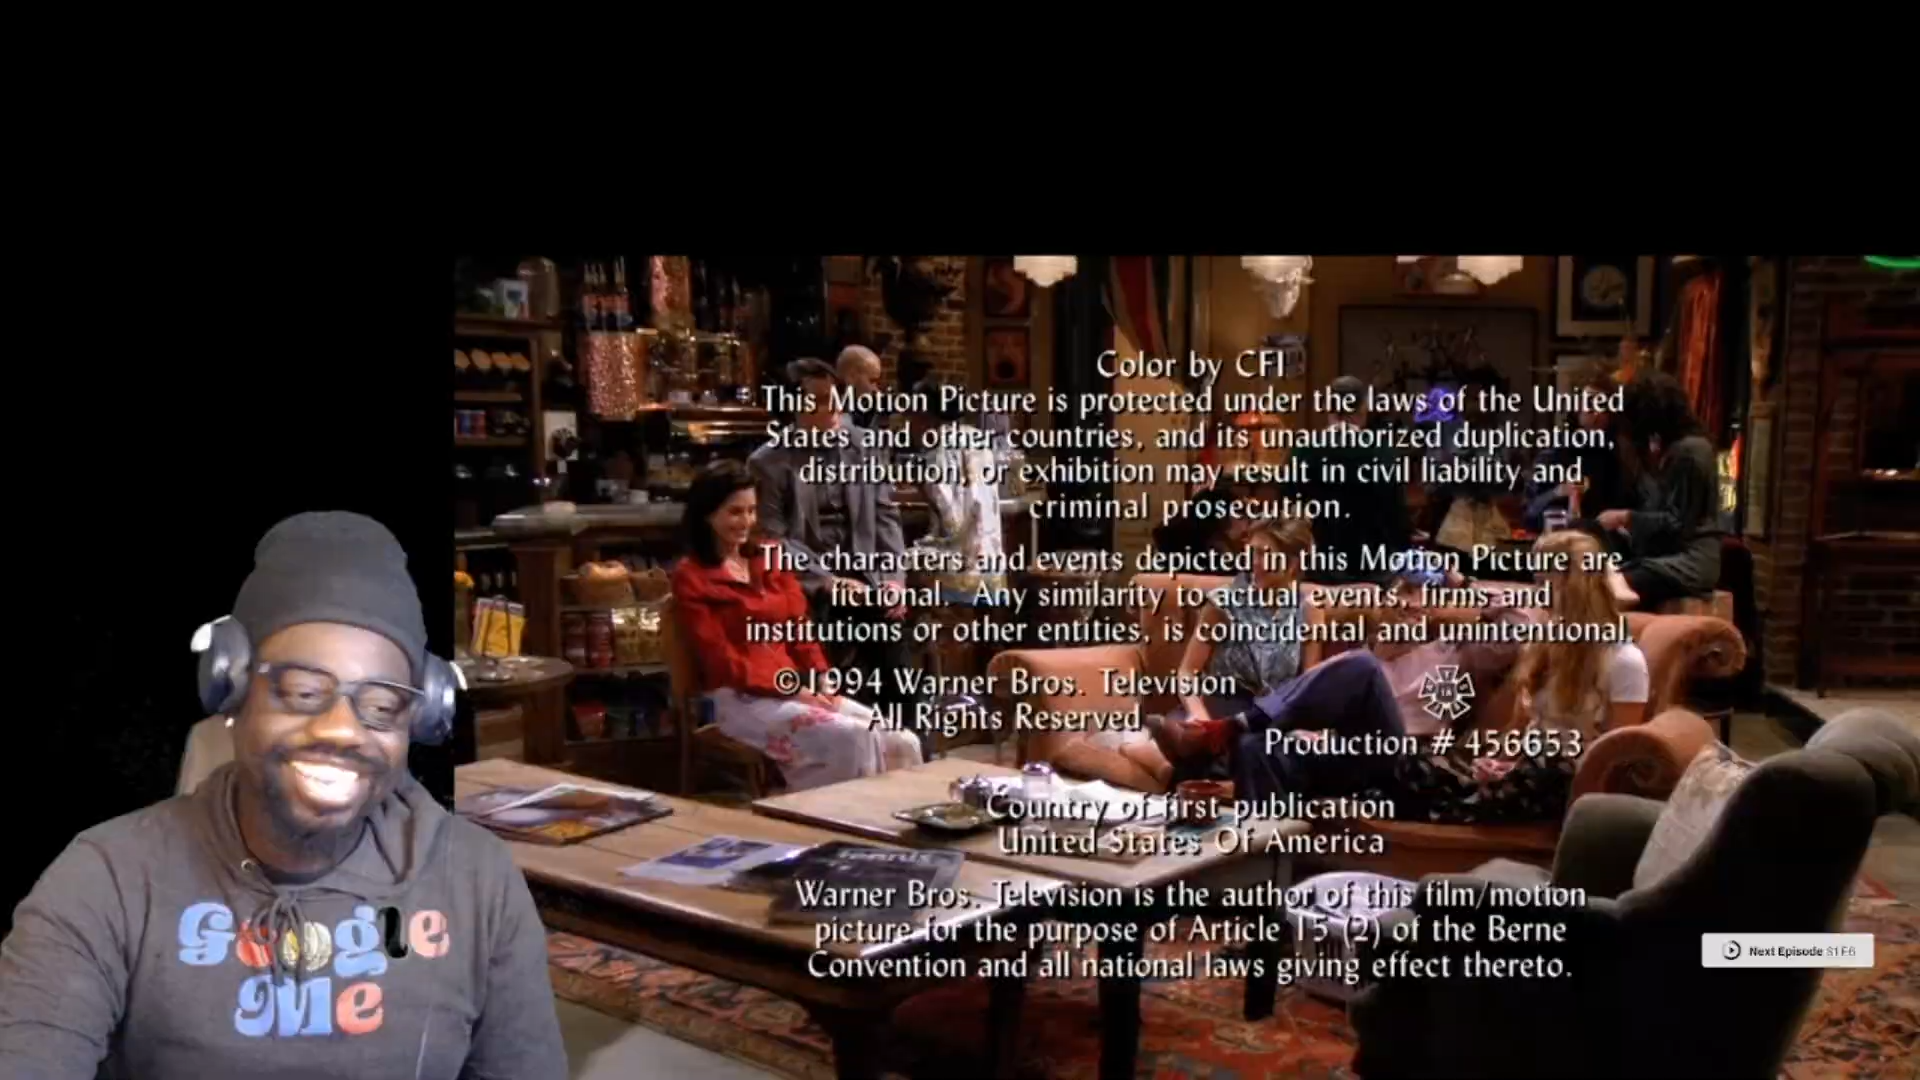 Color by CFI
This Motion Picture is protected under the laws of the United
States and other countries, and its unauthorized duplication,
distribution, or exhibition may result in civil liability and
criminal prosecution.
The characters and events depicted in this Motion Picture are
fictional. Any similarity to actual events, firms and
institutions or other entities, is coincidental and unintentional.
©1994 Warner Bros. Television
All Rights Reserved
Production # 456653
Country of first publication
United States Of America
Warner Bros. Television is the author of this film/motion
picture for the purpose of Article 15 (2) of the Berne
Convention and all national laws giving effect thereto.
Next Episode S1 E6
Google
Me
tennis